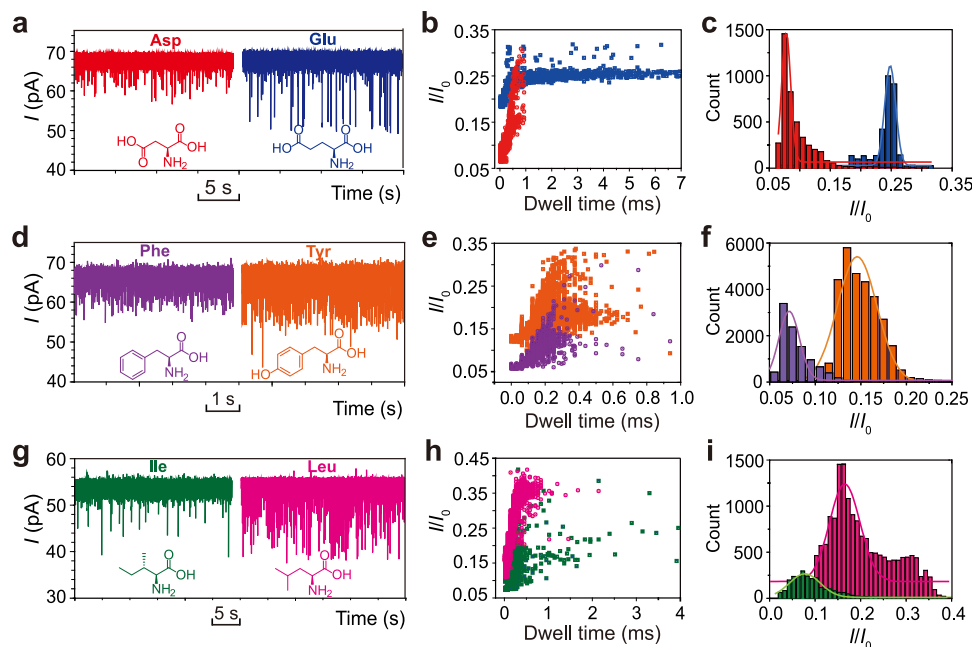 a
Asp
Glu
I (pA)
70
60
50
40
HO
O
OH
O
NH2
O
O
HO
OH
NH2
5 s
Time (s)
b
I/I0
0.35
0.25
0.15
0.05
0 1 2 3 4 5 6 7
Dwell time (ms)
c
Count
1500
1000
500
0
0.05 0.15 0.25 0.35
I/I0
d
Phe
Tyr
I (pA)
70
60
50
40
O
OH
NH2
O
OH
HO
NH2
1 s
Time (s)
e
I/I0
0.35
0.25
0.15
0.05
0.0 0.2 0.4 0.6 0.8 1.0
Dwell time (ms)
f
Count
6000
4000
2000
0
0.05 0.10 0.15 0.20 0.25
I/I0
g
Ile
Leu
I (pA)
60
50
40
30
O
OH
NH2
O
OH
NH2
5 s
Time (s)
h
I/I0
0.45
0.35
0.25
0.15
0.05
0 1 2 3 4
Dwell time (ms)
i
Count
1500
1000
500
0
0.0 0.1 0.2 0.3 0.4
I/I0